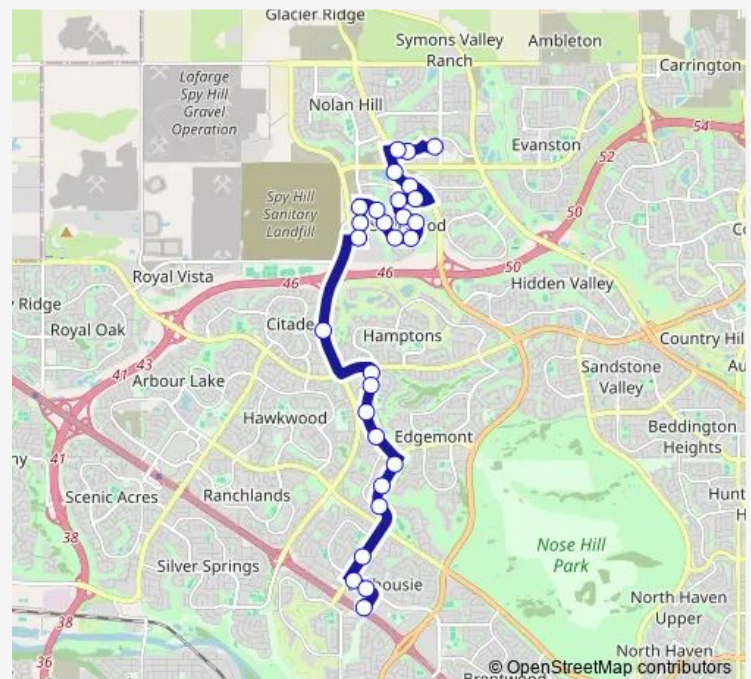 Glacier Ridge
Symons Valley
Ranch
Ambleton
Carrington
Lafarge
Spy Hill
Gravel
Operation
Nolan Hill
54
Evanston
52
Spy Hill
Sanitary
Landfill
50
Royal Vista
46
46
50
Hidden Valley
Ridge
Royal Oak
Citade
Hamptons
Country Hil
43
41
Arbour Lake
Sandstone
Valley
Hawkwood
Edgemont
Beddington
Heights
41
Scenic Acres
Ranchlands
Hunt
H
38
Nose Hill
Park
Silver Springs
housie
North Haven
Upper
38
36
North Haven
© OpenStreetMap contributors